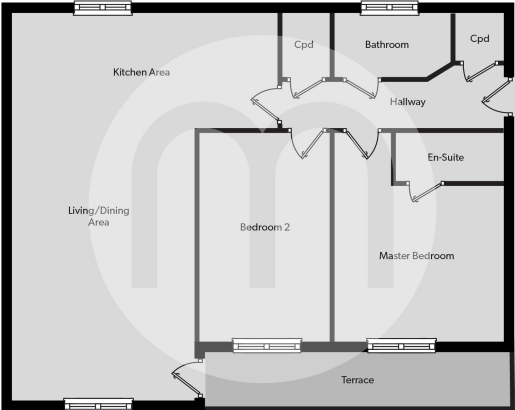 Cpd
Bathroom
Cpd
Kitchen Area
Hallway
En-Suite
Living/Dining
Area
Bedroom 2
Master Bedroom
Terrace